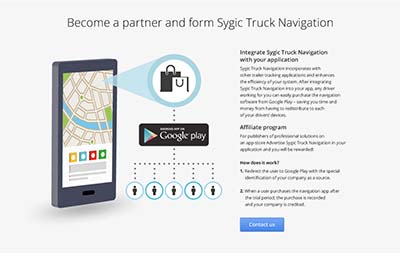 Become a partner and form Sygic Truck Navigation
Integrate Sygic Truck Navigation
with your application
Sygic Truck Navigation incorporates with
other trailer tracking applications and enhances
the efficiency of your system. After integrating
Sygic Truck Navigation into your app, any driver
working for you can easily purchase the navigation
software from Google Play – saving you time and
money from having to redistribute to each
of your drivers' devices.
ANDROID APP ON
Google play
Affiliate program
For publishers of professional solutions on
an app store Advertise Sygic Truck Navigation in your
application and you will be rewarded!
How does it work?
1. Redirect the user to Google Play with the special
identification of your company as a source.
2. When a user purchases the navigation app after
the trial period, the purchase is recorded
and your company is credited.
Contact us